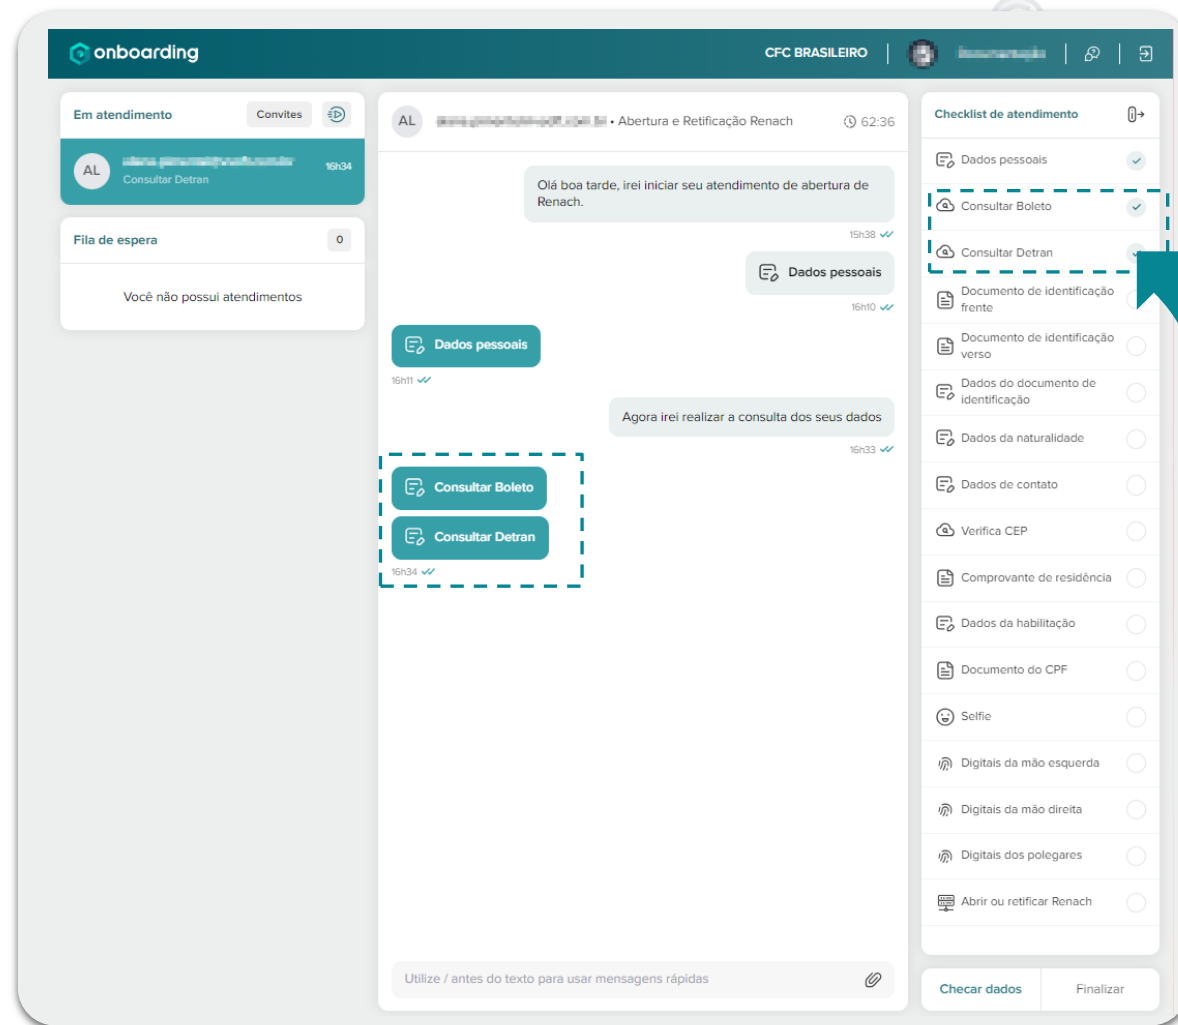 onboarding
CFC BRASILEIRO
Em atendimento
Convites
AL
16h34
Consultar Detran
Fila de espera
0
Você não possui atendimentos
AL
• Abertura e Retificação Renach
62:36
Olá boa tarde, irei iniciar seu atendimento de abertura de
Renach.
15h38
Dados pessoais
16h10
Dados pessoais
16h11
Agora irei realizar a consulta dos seus dados
16h33
Consultar Boleto
Consultar Detran
16h34
Utilize / antes do texto para usar mensagens rápidas
Checklist de atendimento
Dados pessoais
Consultar Boleto
Consultar Detran
Documento de identificação
frente
Documento de identificação
verso
Dados do documento de
identificação
Dados da naturalidade
Dados de contato
Verifica CEP
Comprovante de residência
Dados da habilitação
Documento do CPF
Selfie
Digitais da mão esquerda
Digitais da mão direita
Digitais dos polegares
Abrir ou retificar Renach
Checar dados
Finalizar